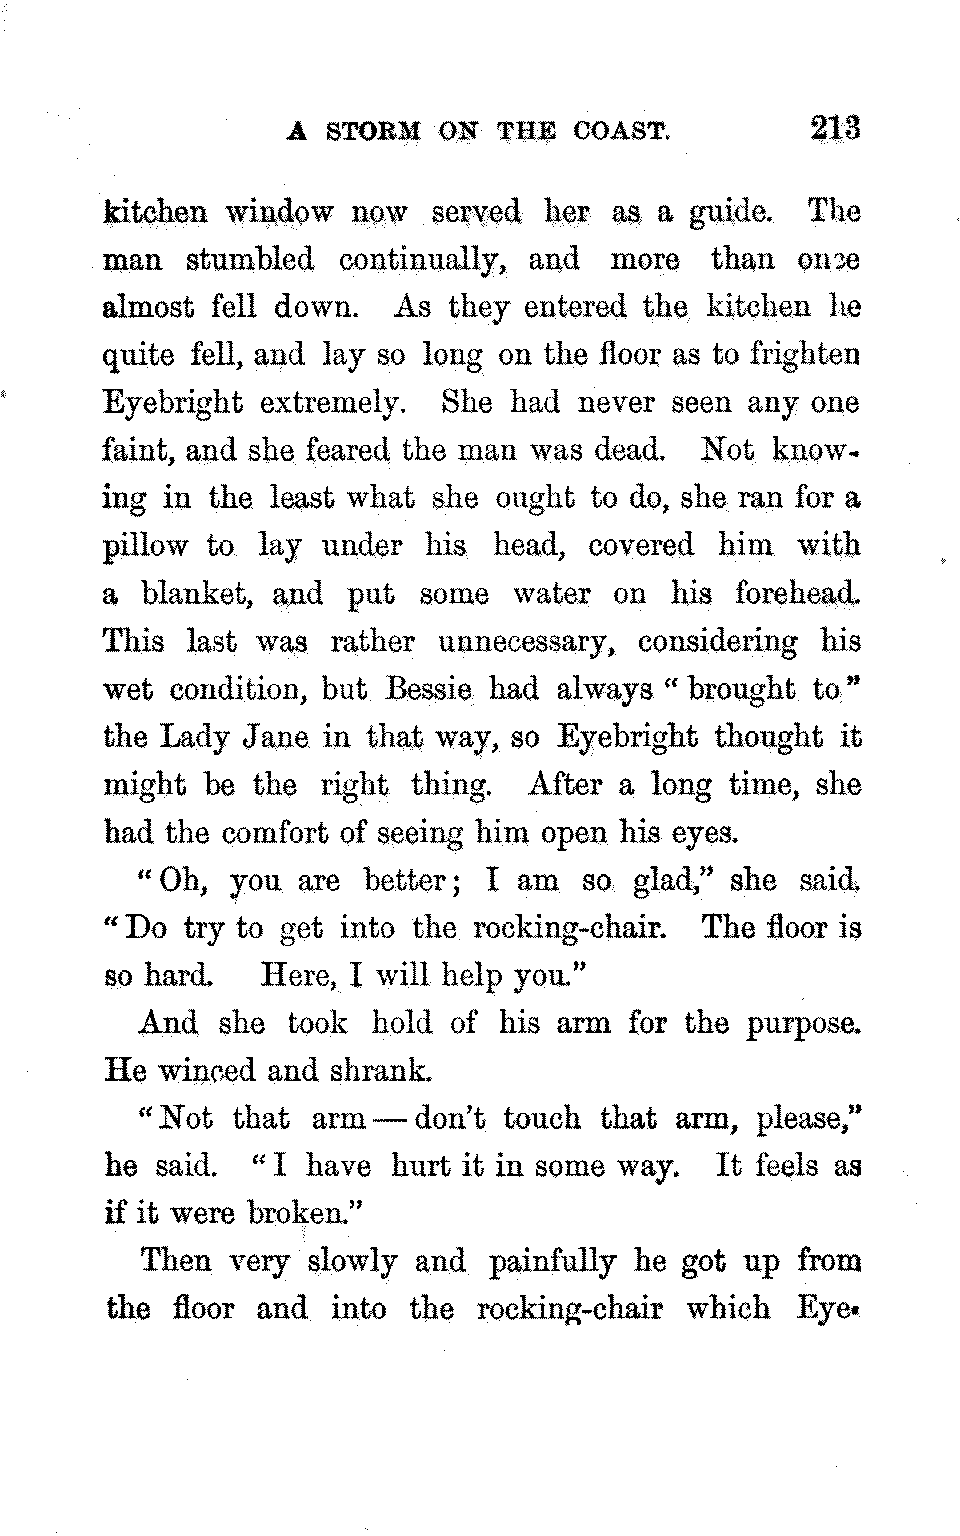 A STORM ON THE COAST. 213
kitchen window now served her as a guide. The
man stumbled continually, and more than once
almost fell down. As they entered the kitchen he
quite fell, and lay so long on the floor as to frighten
Eyebright extremely. She had never seen any one
faint, and she feared the man was dead. Not know-
ing in the least what she ought to do, she ran for a
pillow to lay under his head, covered him with
a blanket, and put some water on his forehead.
This last was rather unnecessary, considering his
wet condition, but Bessie had always "brought to"
the Lady Jane in that way, so Eyebright thought it
might be the right thing. After a long time, she
had the comfort of seeing him open his eyes.
"Oh, you are better; I am so glad," she said.
"Do try to get into the rocking-chair. The floor is
so hard. Here, I will help you."
And she took hold of his arm for the purpose.
He winced and shrank.
"Not that arm — don't touch that arm, please,"
he said. "I have hurt it in some way. It feels as
if it were broken."
Then very slowly and painfully he got up from
the floor and into the rocking-chair which Eye-